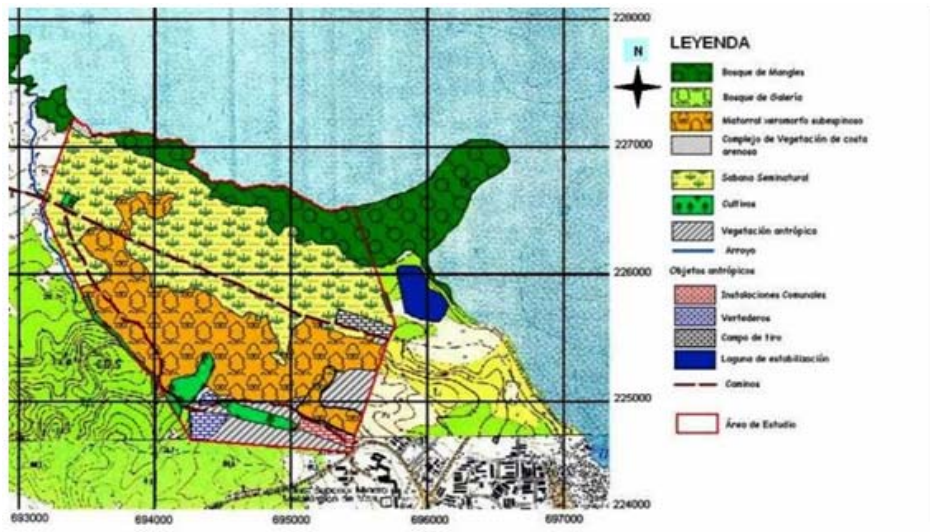 228000
N
LEYENDA
Bosque de Mangles
Bosque de Galería
Matorral xeromorfo subespinoso
Complejo de Vegetación de costa
arenosa
227000
Sabana Seminatural
Cultivos
Vegetación antrópica
Arroyo
226000
Objetos antrópicos
Instalaciones Comunales
Vertederos
Campo de tiro
Laguna de estabilización
Caminos
225000
Área de Estudio
224000
693000
694000
695000
696000
697000